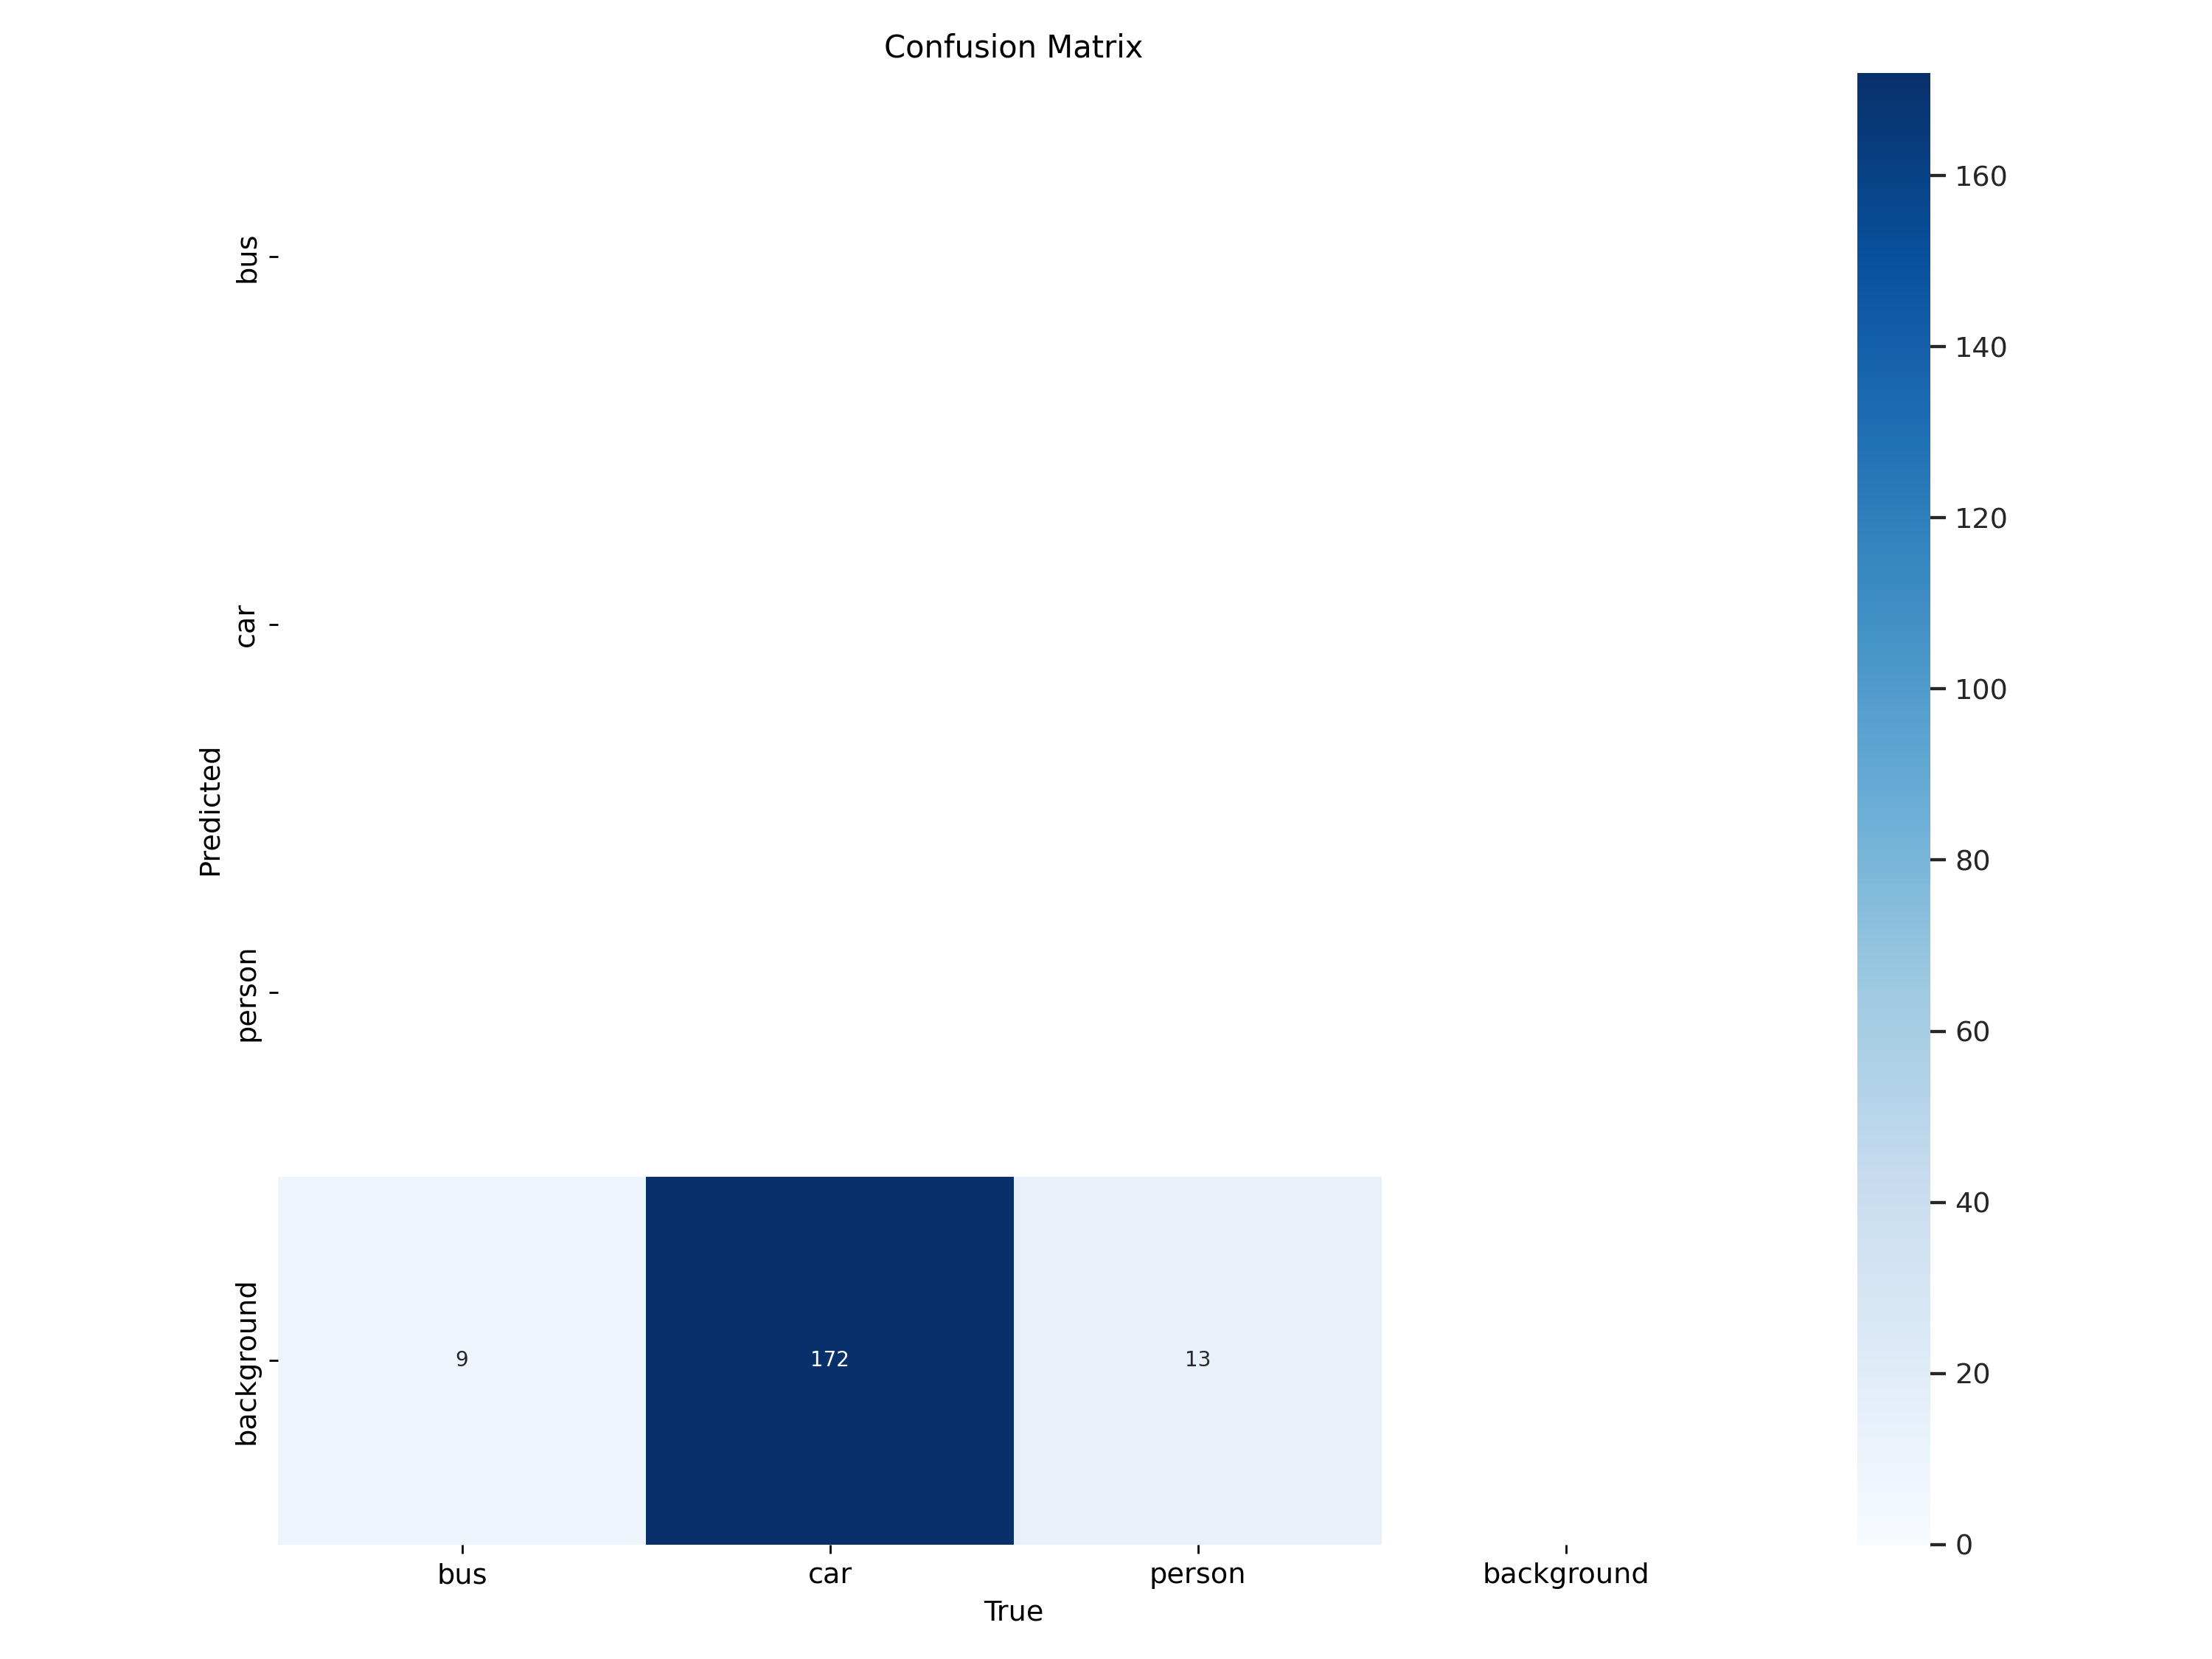 Confusion Matrix
160
140
120
100
80
60
40
20
0
Predicted
bus
car
person
background
9 172 13
bus car person background
True